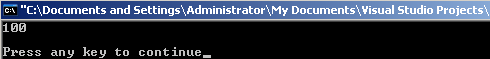 "C:\Documents and Settings\Administrator\My Documents\Visual Studio Projects\
100
Press any key to continue_